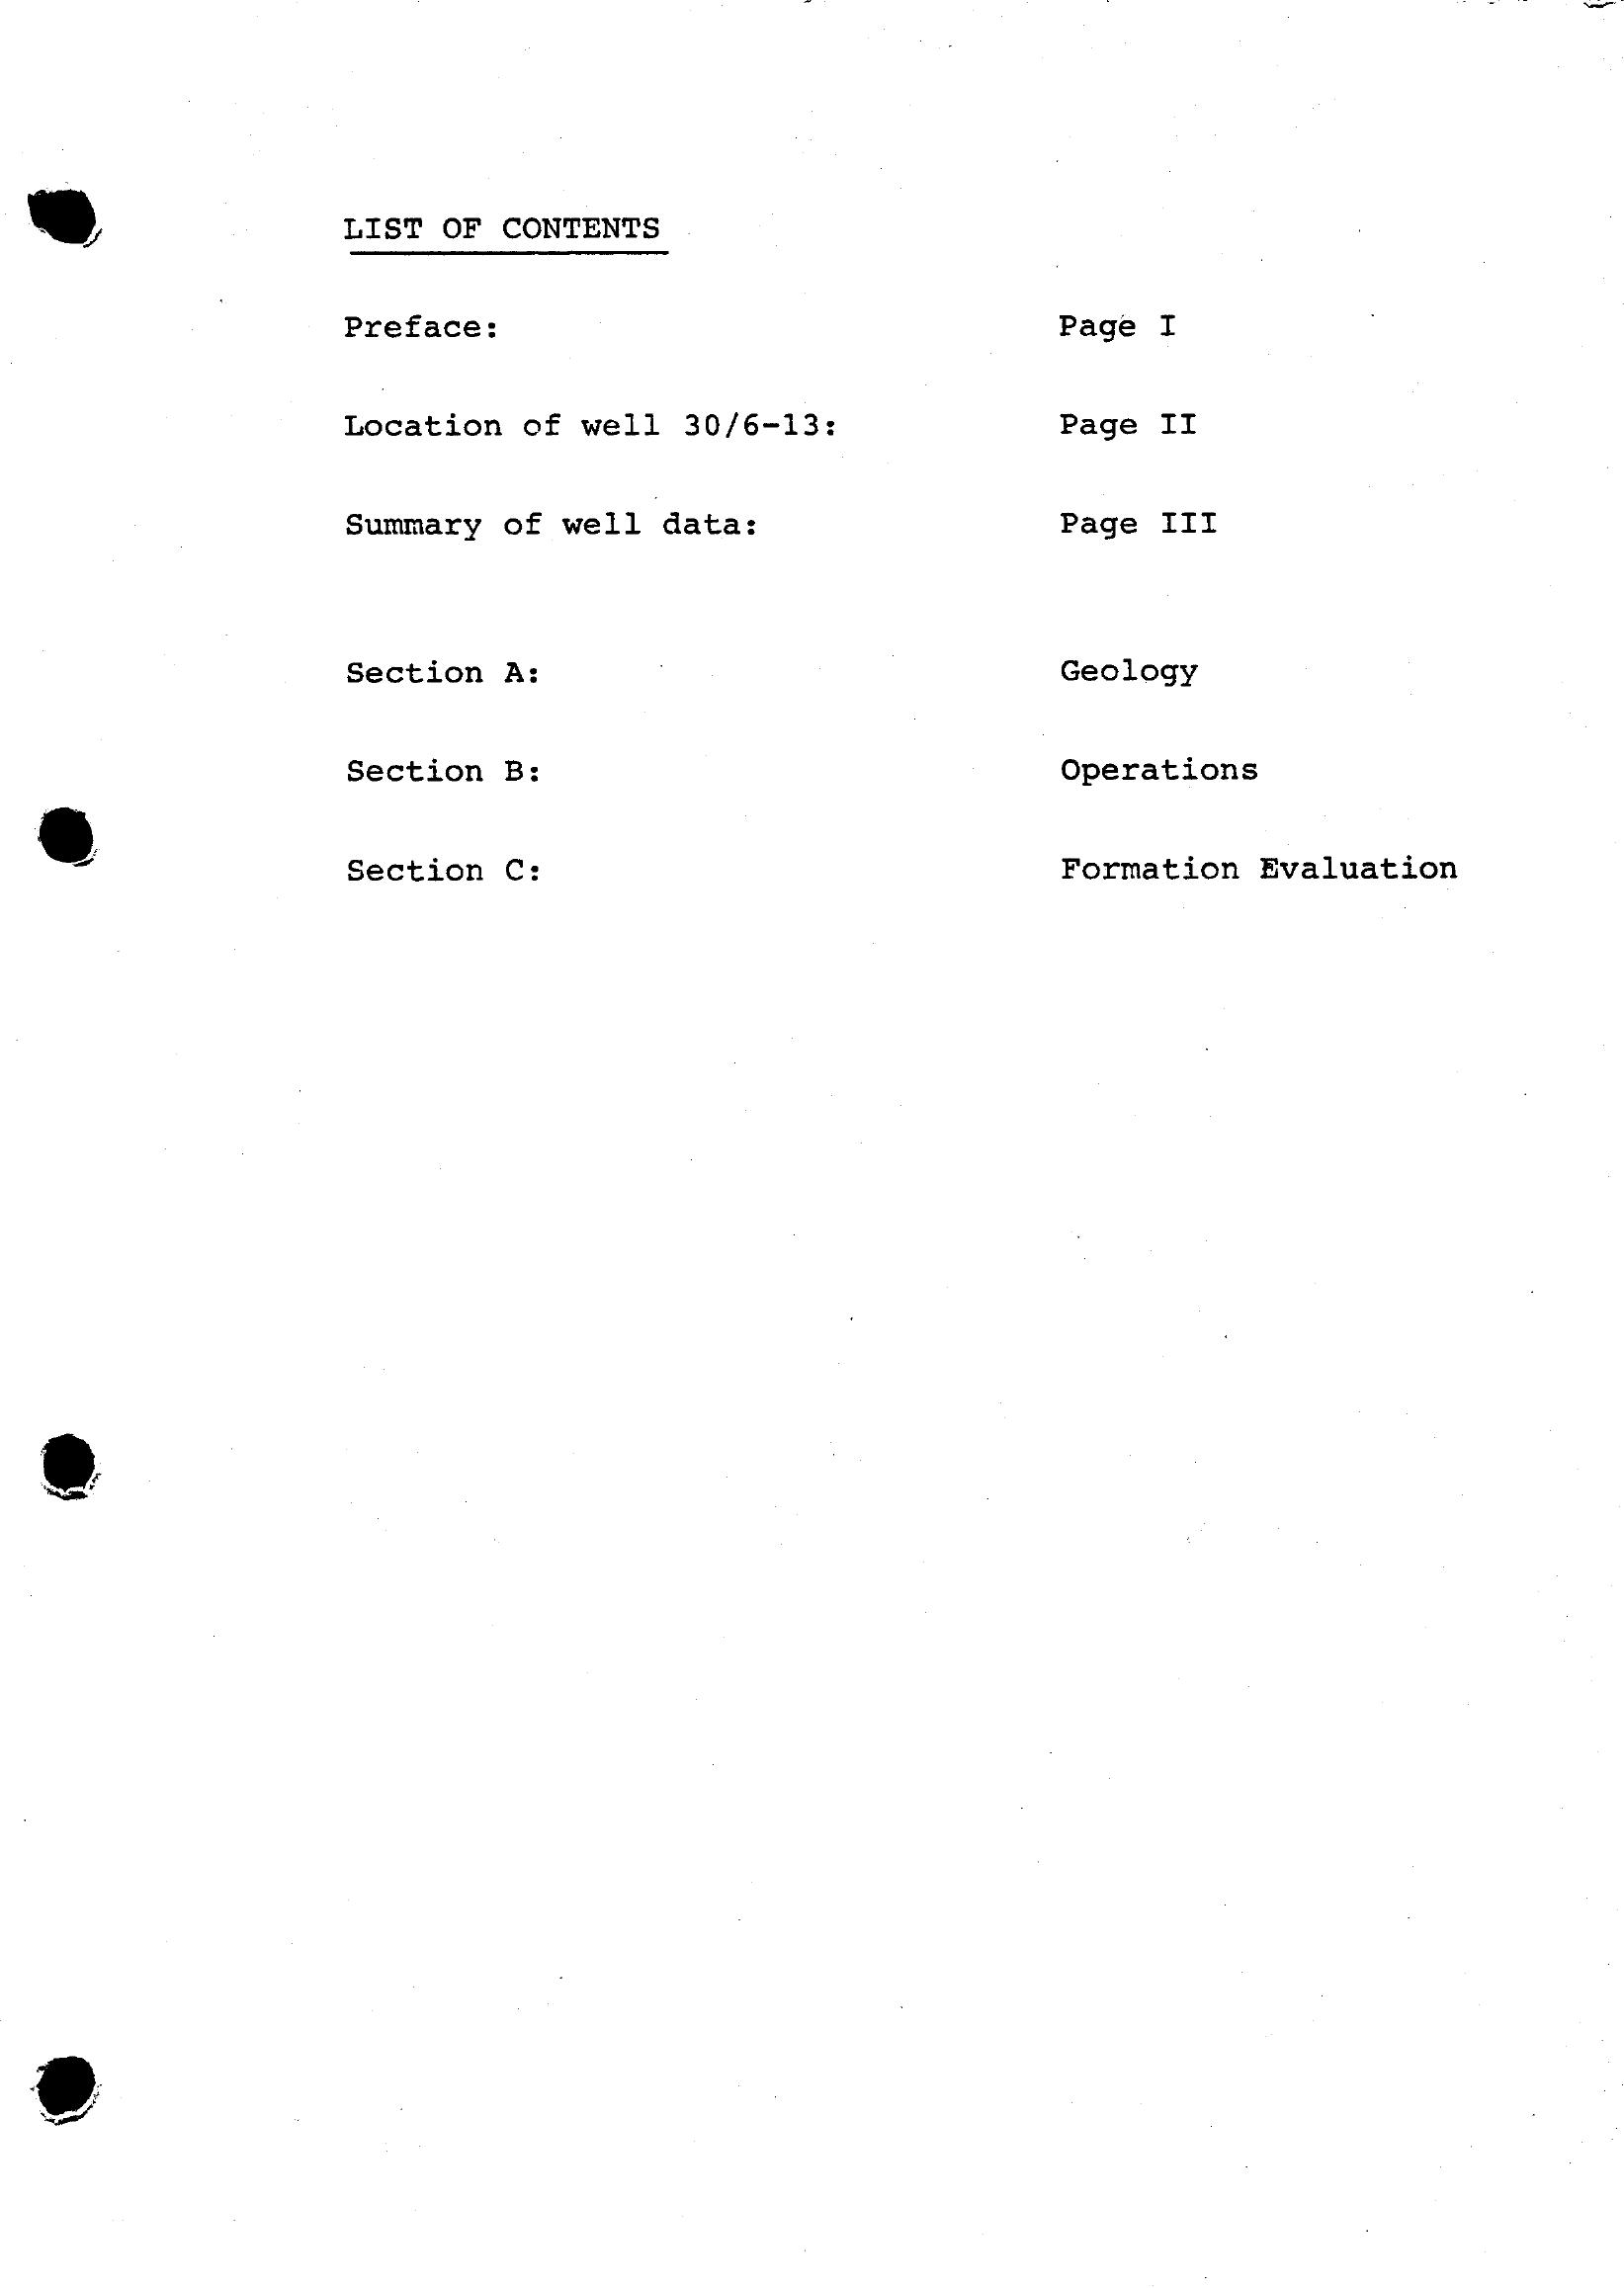 LIST OF CONTENTS
Preface: Page I
Location of well 30/6-13: Page II
Summary of well data: Page III
Section A: Geology
Section B: Operations
Section C: Formation Evaluation